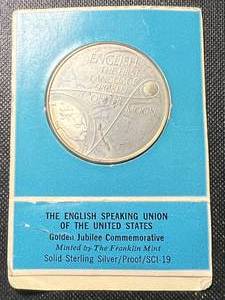 ENGLISH
THE ENGLISH SPEAKING UNION
OF THE UNITED STATES
Golden Jubilee Commemorative
Minted by The Franklin Mint
Solid Sterling Silver/Proof/SCI-19